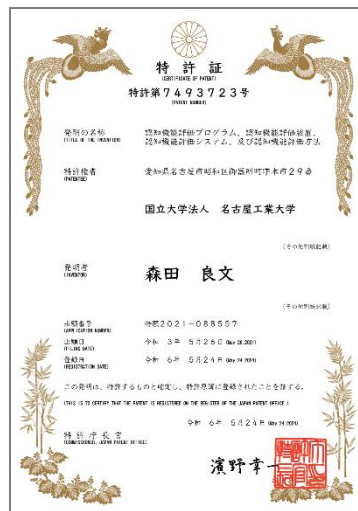 特許証
(CERTIFICATE OF PATENT)
特許第7493723号
(PATENT NUMBER)
発明の名称
(TITLE OF THE INVENTION)
認知機能評価プログラム、認知機能評価装置、
認知機能評価システム、及び認知機能評価方法
特許権者
(PATENTEE)
愛知県名古屋市昭和区御器所町字木市29番
国立大学法人 名古屋工業大学
(その他別紙記載)
発明者
(INVENTOR)
森田 良文
(その他別紙記載)
出願番号
(APPLICATION NUMBER)
特願2021-088557
出願日
(FILING DATE)
令和 3年 5月26日(May 26,2021)
登録日
(REGISTRATION DATE)
令和 6年 5月24日(May 24,2024)
この発明は、特許するものと確定し、特許原簿に登録されたことを証する。
(THIS IS TO CERTIFY THAT THE PATENT IS REGISTERED ON THE REGISTER OF THE JAPAN PATENT OFFICE.)
令和 6年 5月24日(May 24,2024)
特許庁長官
(COMMISSIONER, JAPAN PATENT OFFICE)
濱野幸一